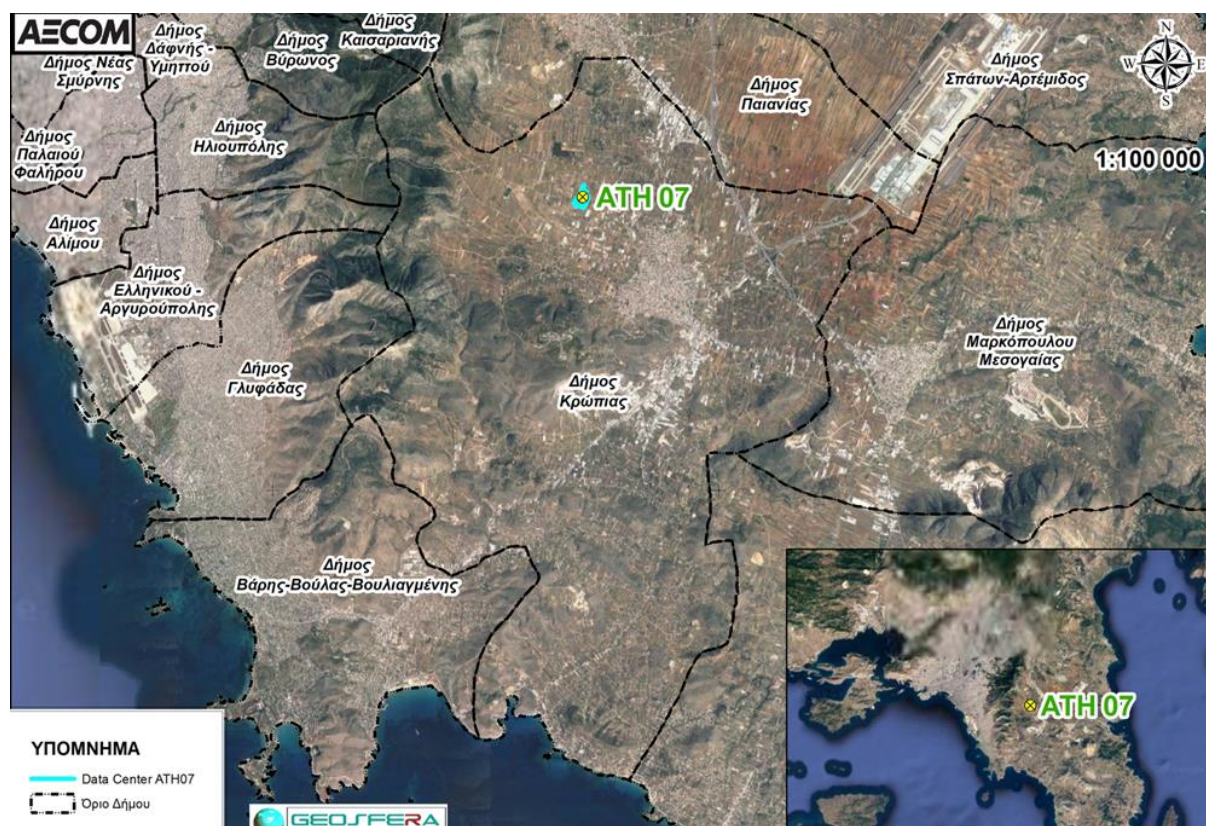 AECOM
Δήμος Νέας
Σμύρνης
Δήμος
Δάφνης -
Υμηττού
Δήμος
Βύρωνος
Δήμος
Καισαριανής
Δήμος
Παιανίας
Δήμος
Σπάτων-Αρτέμιδος
N
W
E
S
1:100 000
Δήμος
Παλαιού
Φαλήρου
Δήμος
Ηλιουπόλης
ATH 07
Δήμος
Αλίμου
Δήμος
Ελληνικού -
Αργυρούπολης
Δήμος
Γλυφάδας
Δήμος
Κρωπίας
Δήμος
Μαρκόπουλου
Μεσογαίας
Δήμος
Βάρης-Βούλας-Βουλιαγμένης
ATH 07
ΥΠΟΜΝΗΜΑ
Data Center ATH07
Όριο Δήμου
GEOSFERA